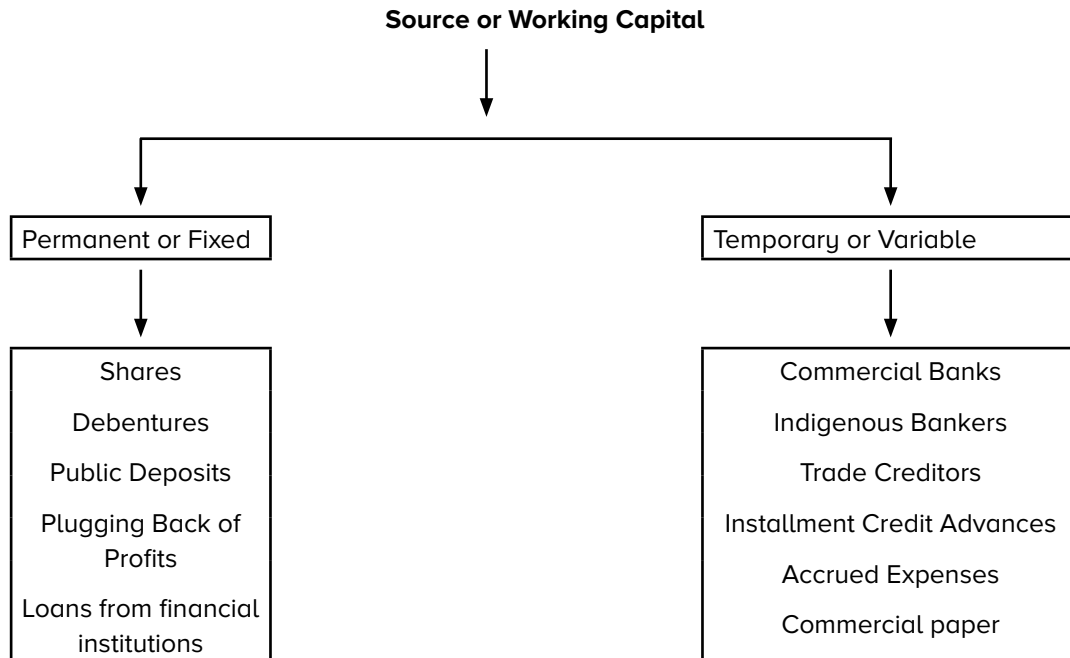 Source or Working Capital
Permanent or Fixed
Temporary or Variable
Shares
Debentures
Public Deposits
Plugging Back of
Profits
Loans from financial
institutions
Commercial Banks
Indigenous Bankers
Trade Creditors
Installment Credit Advances
Accrued Expenses
Commercial paper